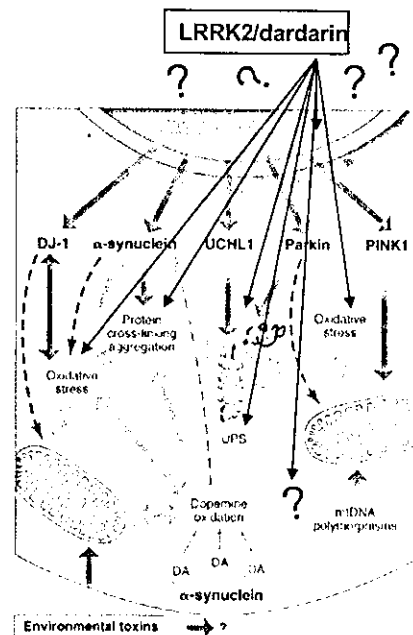 LRRK2/dardarin
? ? ? ?
DJ-1 α-synuclein UCHL1 Parkin PINK1
Protein
cross-linking
aggregation
Oxidative
stress
Oxidative
stress
UPS
Dopamine
oxidation
?
mtDNA
polymorphisms
DA DA DA
α-synuclein
Environmental toxins ?